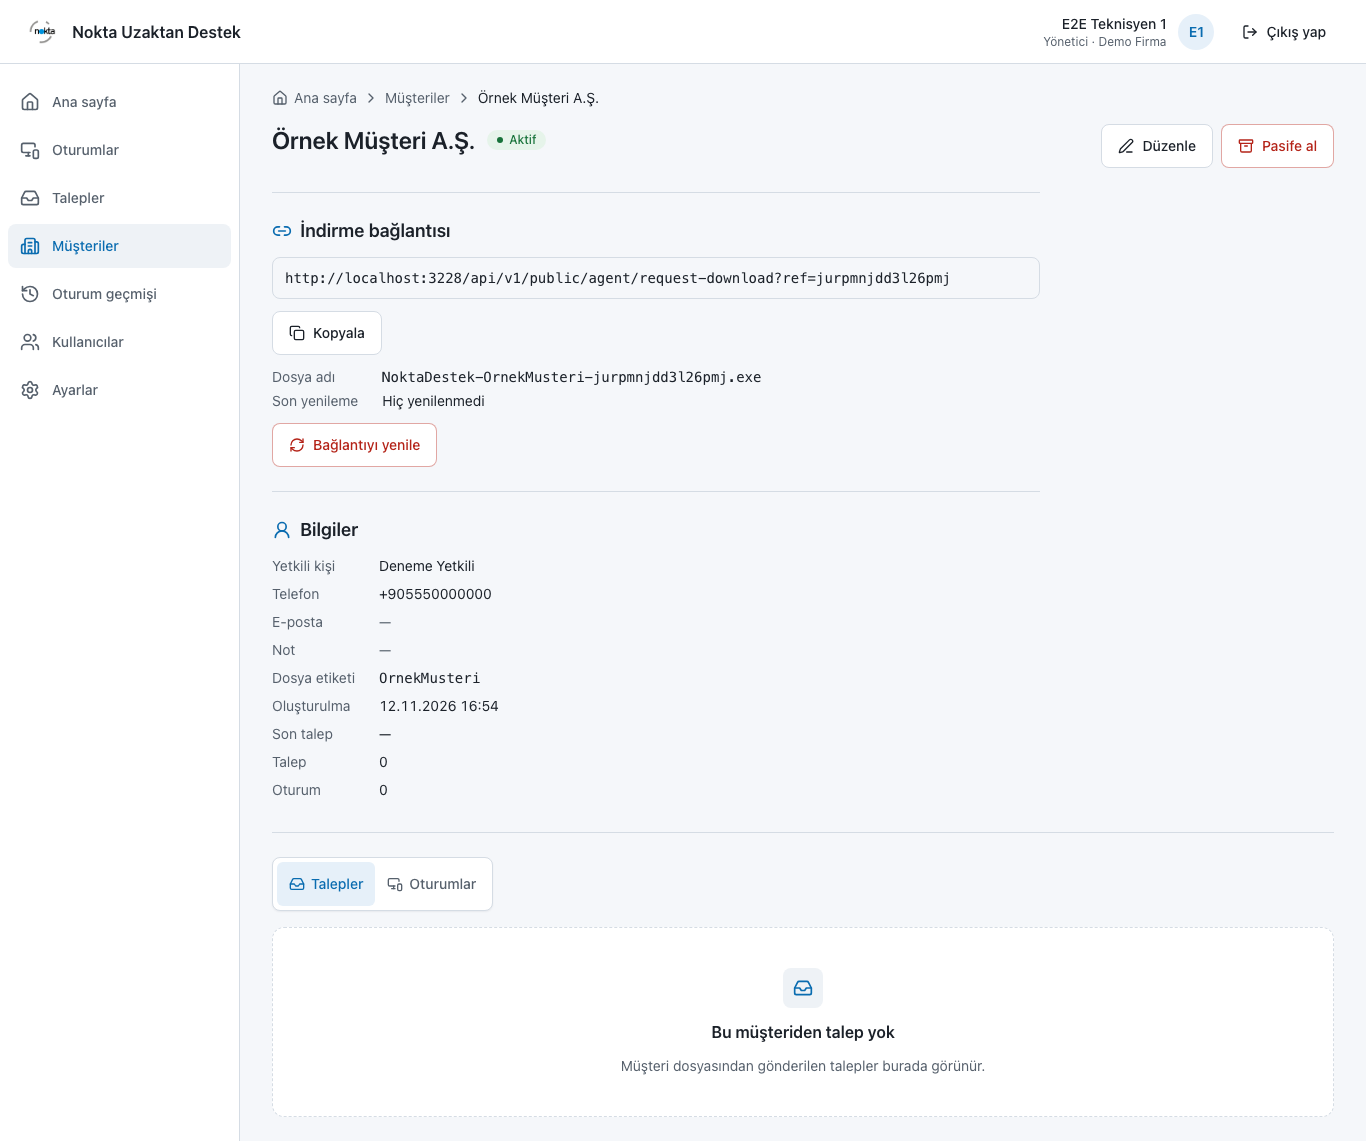 nokta
Nokta Uzaktan Destek
E2E Teknisyen 1
Yönetici · Demo Firma
E1
Çıkış yap
Ana sayfa
Oturumlar
Talepler
Müşteriler
Oturum geçmişi
Kullanıcılar
Ayarlar
Ana sayfa > Müşteriler > Örnek Müşteri A.Ş.
Örnek Müşteri A.Ş.
Aktif
Düzenle
Pasife al
İndirme bağlantısı
http://localhost:3228/api/v1/public/agent/request-download?ref=jurpmnjdd3l26pmj
Kopyala
Dosya adı NoktaDestek-OrnekMusteri-jurpmnjdd3l26pmj.exe
Son yenileme Hiç yenilenmedi
Bağlantıyı yenile
Bilgiler
Yetkili kişi Deneme Yetkili
Telefon +905550000000
E-posta —
Not —
Dosya etiketi OrnekMusteri
Oluşturulma 12.11.2026 16:54
Son talep —
Talep 0
Oturum 0
Talepler Oturumlar
Bu müşteriden talep yok
Müşteri dosyasından gönderilen talepler burada görünür.